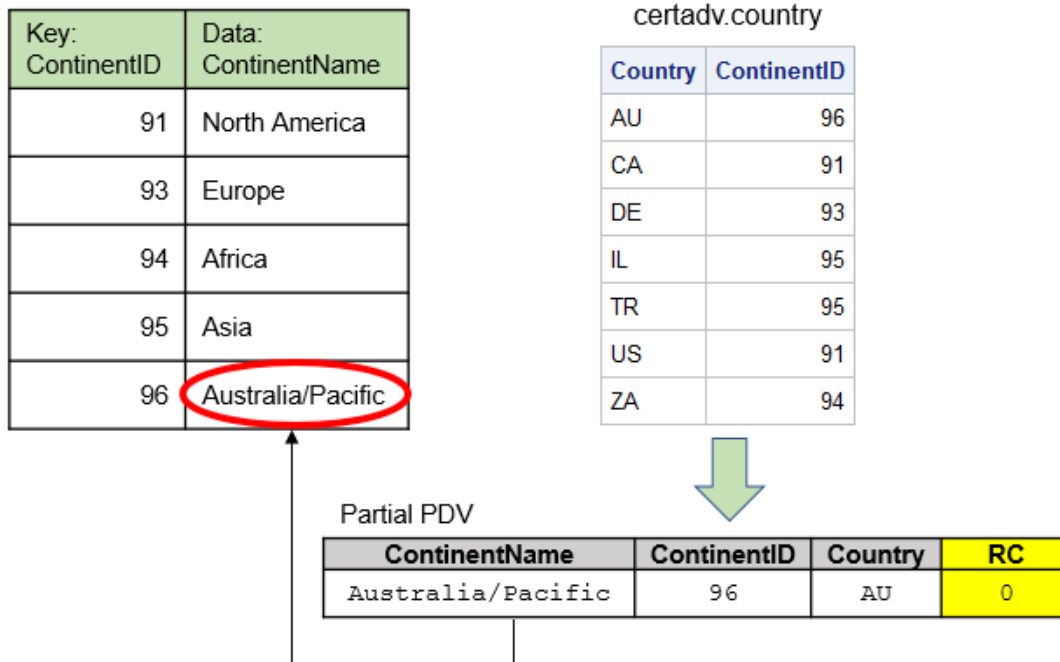 Key:
ContinentID
Data:
ContinentName
91 North America
93 Europe
94 Africa
95 Asia
96 Australia/Pacific
certadv.country
Country ContinentID
AU 96
CA 91
DE 93
IL 95
TR 95
US 91
ZA 94
Partial PDV
ContinentName ContinentID Country RC
Australia/Pacific 96 AU 0